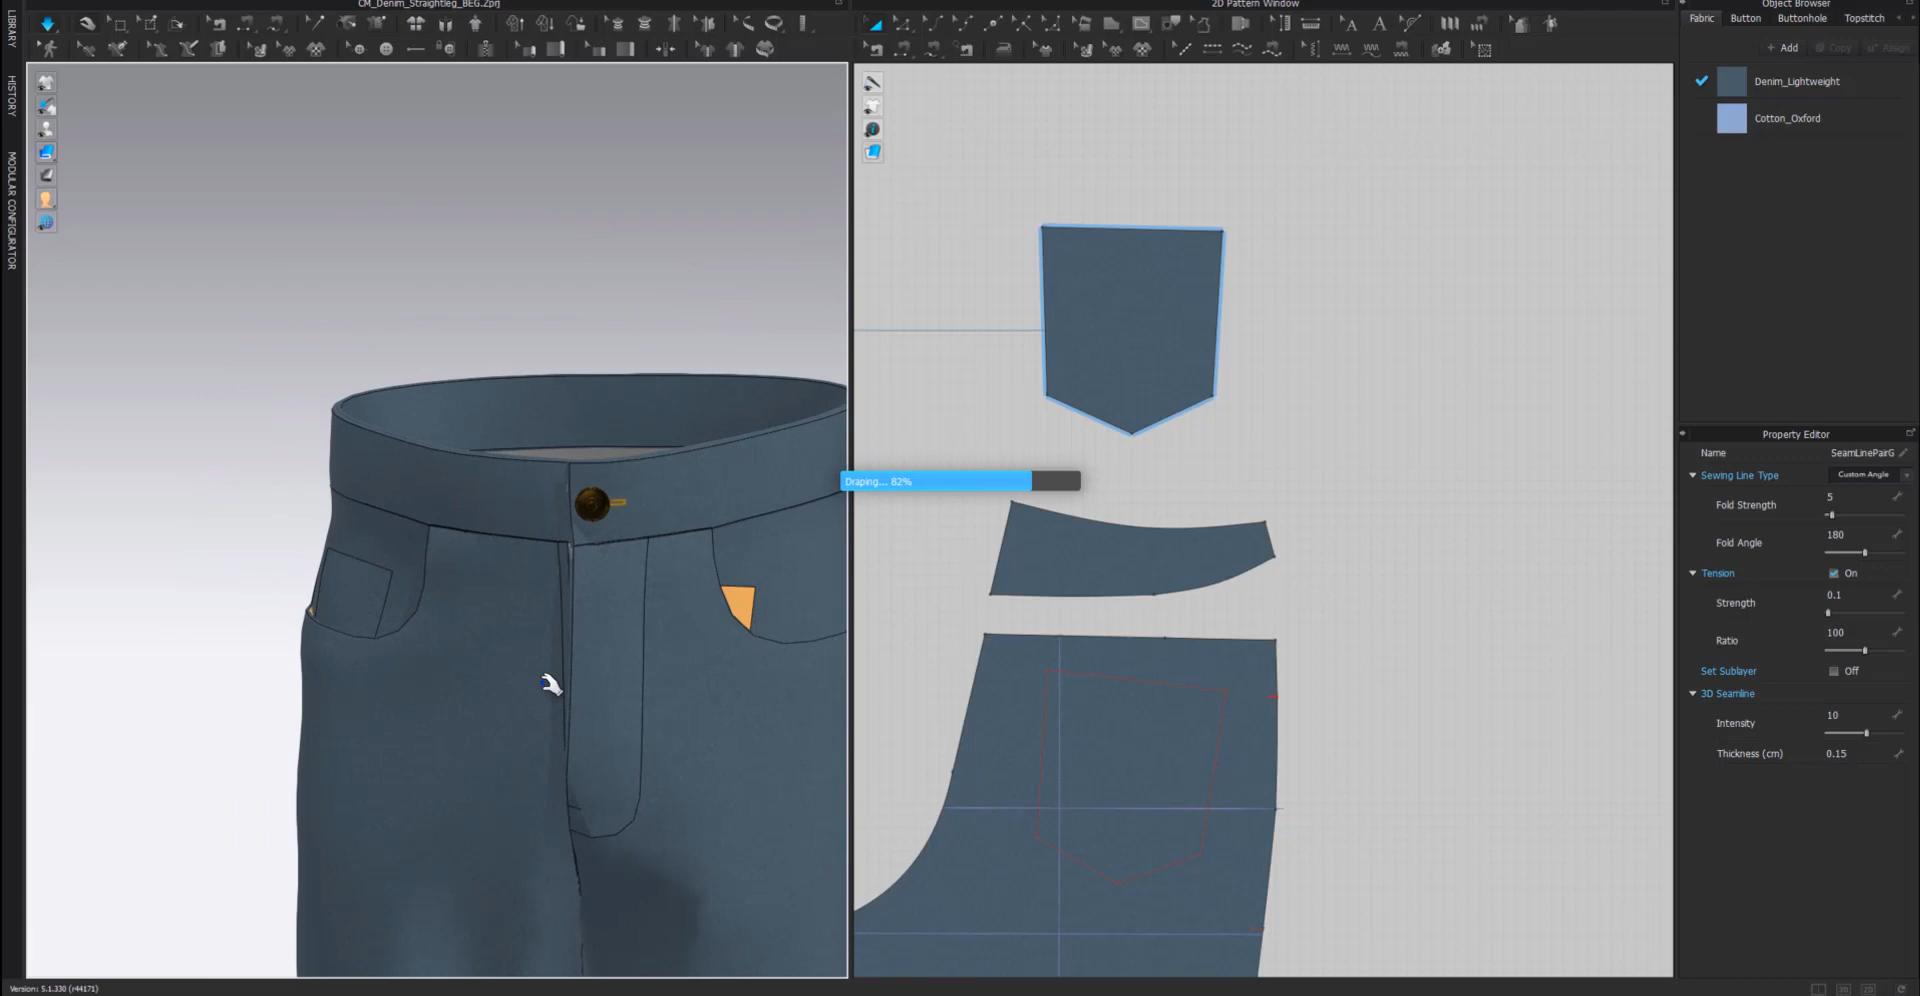 CM_Denim_Straightleg_BEG.Zprj
2D Pattern Window
Object Browser
Fabric
Button
Buttonhole
Topstitch
+ Add
Copy
Assign
Denim_Lightweight
Cotton_Oxford
LIBRARY
HISTORY
MODULAR CONFIGURATOR
A
A
Draping... 82%
Property Editor
Name
SeamLinePairG
Sewing Line Type
Custom Angle
Fold Strength
5
Fold Angle
180
Tension
On
Strength
0.1
Ratio
100
Set Sublayer
Off
3D Seamline
Intensity
10
Thickness (cm)
0.15
Version: 5.1.330 (r44171)
3D
2D